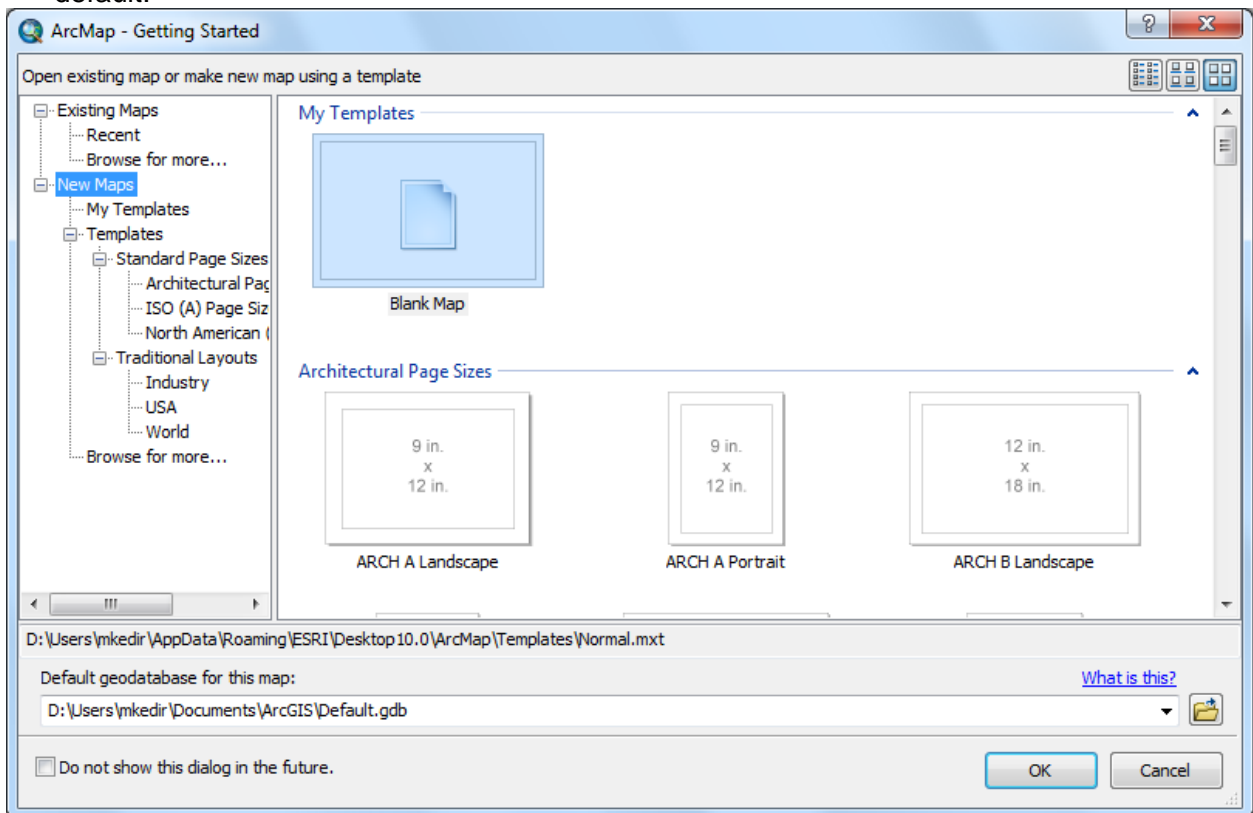 default.
ArcMap - Getting Started
Open existing map or make new map using a template
Existing Maps
Recent
Browse for more...
New Maps
My Templates
Templates
Standard Page Sizes
Architectural Pag
ISO (A) Page Siz
North American (
Traditional Layouts
Industry
USA
World
Browse for more...
My Templates
Blank Map
Architectural Page Sizes
9 in.
x
12 in.
ARCH A Landscape
9 in.
x
12 in.
ARCH A Portrait
12 in.
x
18 in.
ARCH B Landscape
D:\Users\mkedir\AppData\Roaming\ESRI\Desktop10.0\ArcMap\Templates\Normal.mxt
Default geodatabase for this map:
What is this?
D:\Users\mkedir\Documents\ArcGIS\Default.gdb
Do not show this dialog in the future.
OK
Cancel